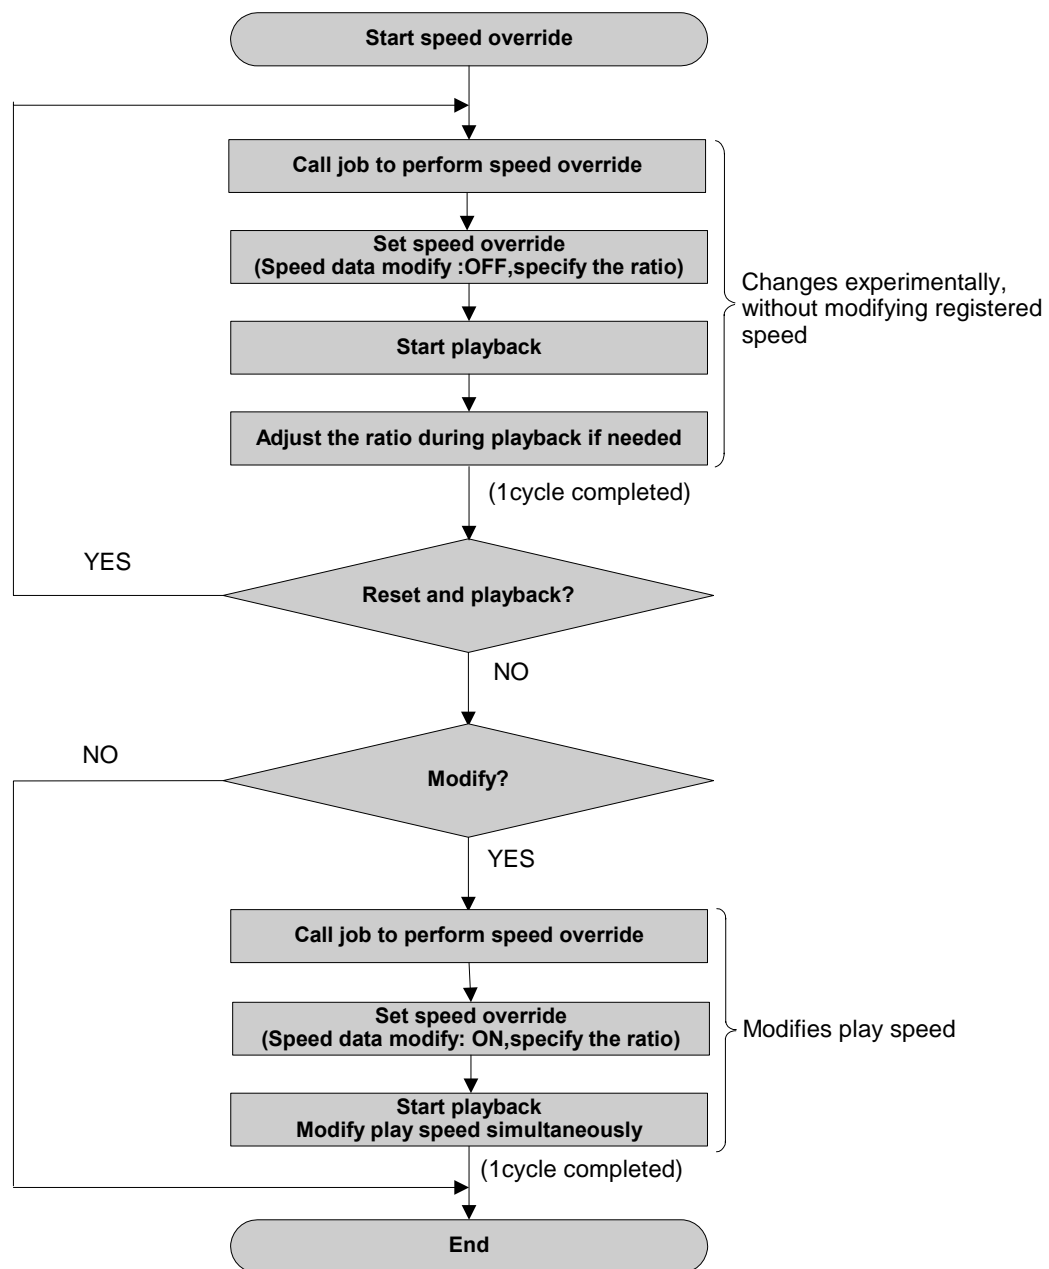 Start speed override
Call job to perform speed override
Set speed override
(Speed data modify :OFF,specify the ratio)
Changes experimentally,
without modifying registered
speed
Start playback
Adjust the ratio during playback if needed
(1cycle completed)
YES
Reset and playback?
NO
NO
Modify?
YES
Call job to perform speed override
Set speed override
(Speed data modify: ON,specify the ratio)
Modifies play speed
Start playback
Modify play speed simultaneously
(1cycle completed)
End